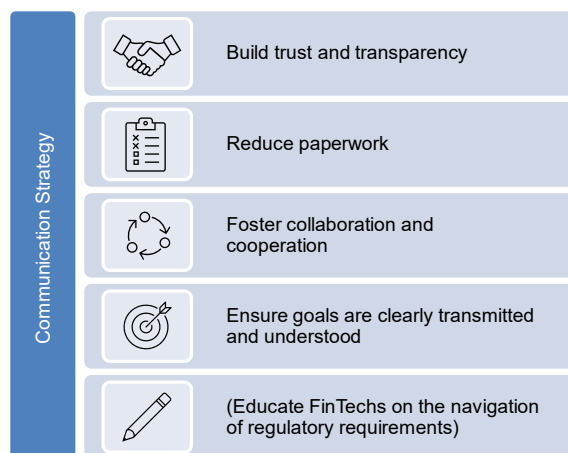 Communication Strategy
Build trust and transparency
Reduce paperwork
Foster collaboration and
cooperation
Ensure goals are clearly transmitted
and understood
(Educate FinTechs on the navigation
of regulatory requirements)